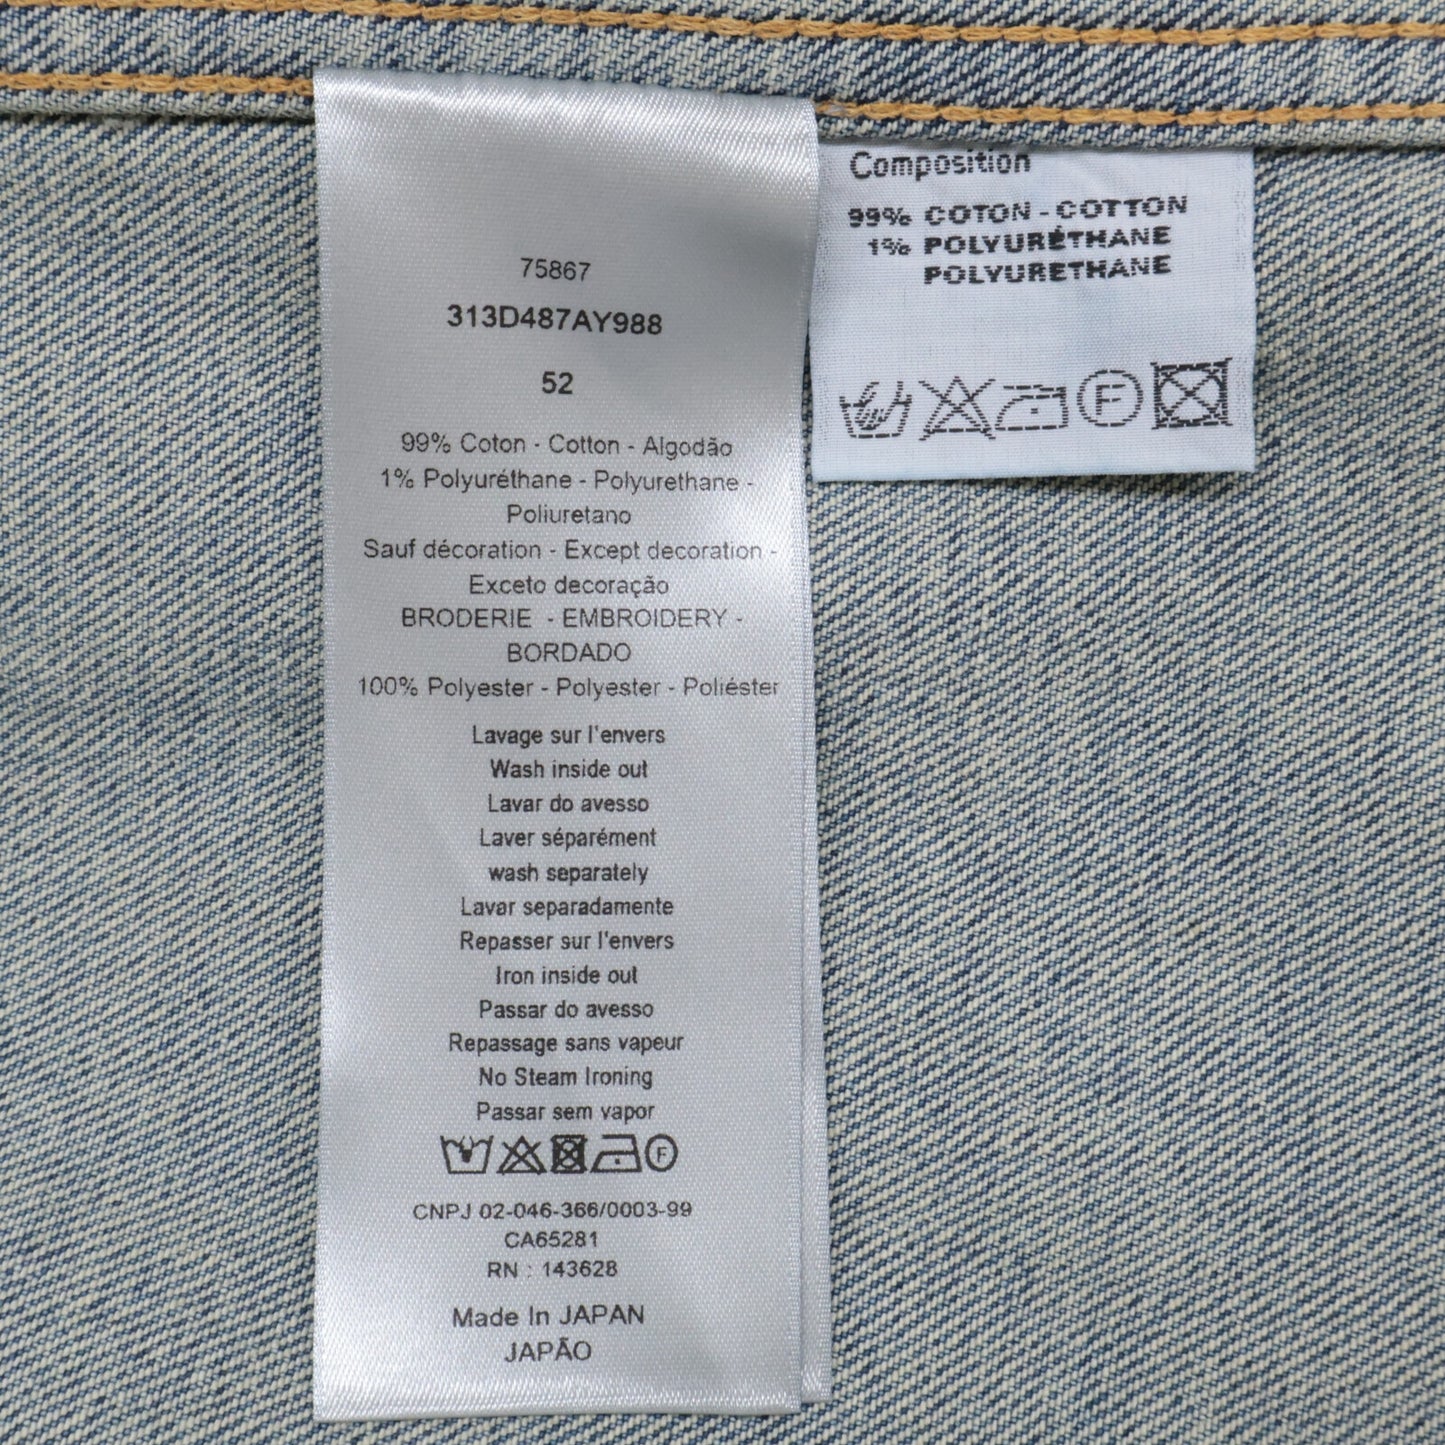 75867
313D487AY988
52
99% Coton - Cotton - Algodão
1% Polyuréthane - Polyurethane -
Poliuretano
Sauf décoration - Except decoration -
Exceto decoração
BRODERIE - EMBROIDERY -
BORDADO
100% Polyester - Polyester - Poliéster
Lavage sur l'envers
Wash inside out
Lavar do avesso
Laver séparément
wash separately
Lavar separadamente
Repasser sur l'envers
Iron inside out
Passar do avesso
Repassage sans vapeur
No Steam Ironing
Passar sem vapor
F
CNPJ 02-046-366/0003-99
CA65281
RN : 143628
Made In JAPAN
JAPÃO
Composition
99% COTON - COTTON
1% POLYURÉTHANE
POLYURETHANE
F